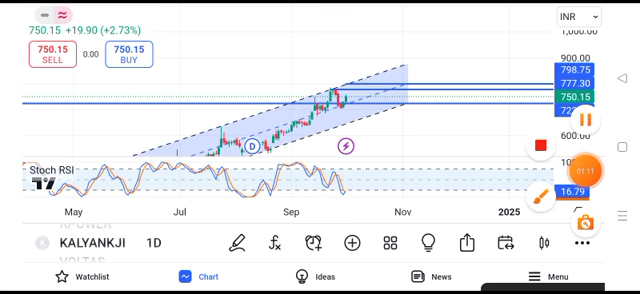 750.15 +19.90 (+2.73%)
INR
1,000.00
750.15
SELL
0.00
750.15
BUY
900.00
798.75
777.30
750.15
600.00
Stoch RSI
01:11
16.79
May
Jul
Sep
Nov
2025
D
K
KALYANKJI
1D
VOLTAS
Watchlist
Chart
Ideas
News
Menu